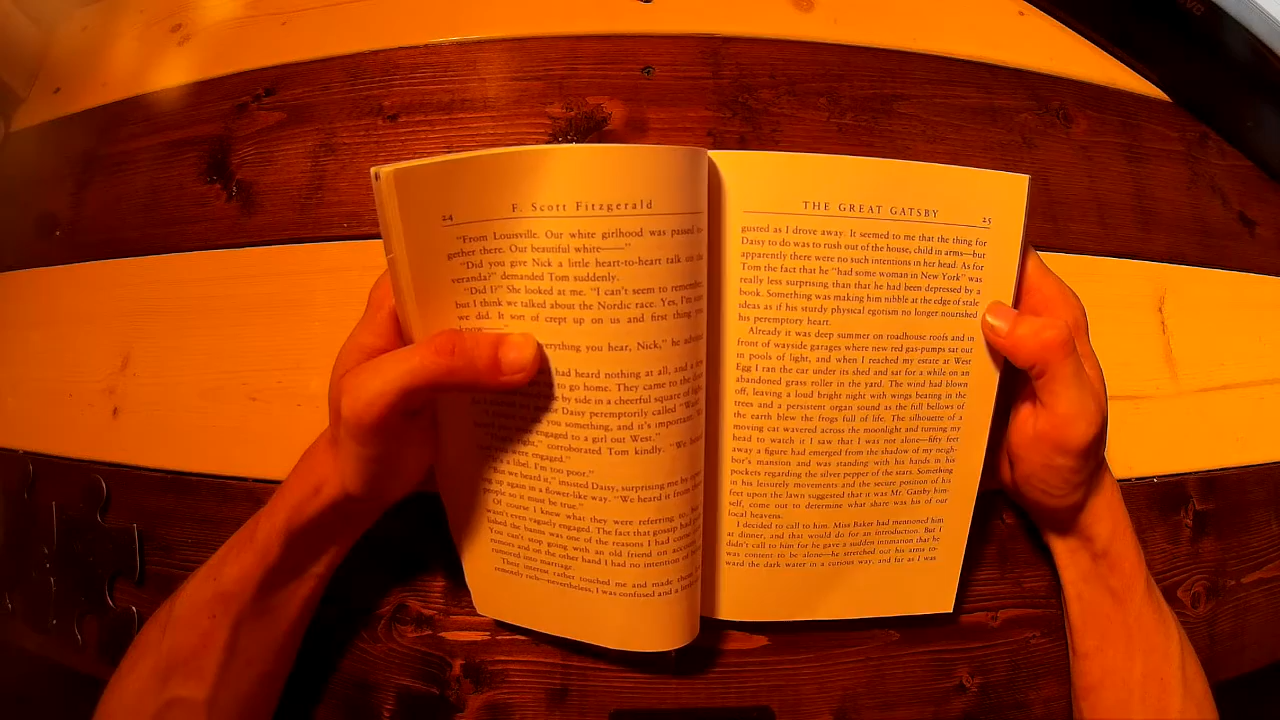 24
F. Scott Fitzgerald
"From Louisville. Our white girlhood was passed
gether there. Our beautiful white——"
"Did you give Nick a little heart-to-heart talk on
veranda?" demanded Tom suddenly.
"Did I?" She looked at me. "I can't seem to remember,
but I think we talked about the Nordic race. Yes, I'm
we did. It sort of crept up on us and first thing
know——"
everything you hear, Nick," he
had heard nothing at all, and a
to go home. They came to the
by side in a cheerful square of
Daisy peremptorily called
you something, and it's important.
engaged to a girl out West."
right," corroborated Tom kindly.
were engaged."
a libel. I'm too poor."
"But we heard it," insisted Daisy, surprising me by
up again in a flower-like way. "We heard it from
people so it must be true."
Of course I knew what they were referring to,
wasn't even vaguely engaged. The fact that gossip had
lished the banns was one of the reasons I had come
You can't stop going with an old friend on
rumors and on the other hand I had no intention of
rumored into marriage.
Their interest rather touched me and made them
remotely rich—nevertheless, I was confused and a
THE GREAT GATSBY
25
gusted as I drove away. It seemed to me that the thing for
Daisy to do was to rush out of the house, child in arms—but
apparently there were no such intentions in her head. As for
Tom the fact that he "had some woman in New York" was
really less surprising than that he had been depressed by a
book. Something was making him nibble at the edge of stale
ideas as if his sturdy physical egotism no longer nourished
his peremptory heart.
Already it was deep summer on roadhouse roofs and in
front of wayside garages where new red gas-pumps sat out
in pools of light, and when I reached my estate at West
Egg I ran the car under its shed and sat for a while on an
abandoned grass roller in the yard. The wind had blown
off, leaving a loud bright night with wings beating in the
trees and a persistent organ sound as the full bellows of
the earth blew the frogs full of life. The silhouette of a
moving cat wavered across the moonlight and turning my
head to watch it I saw that I was not alone—fifty feet
away a figure had emerged from the shadow of my neigh-
bor's mansion and was standing with his hands in his
pockets regarding the silver pepper of the stars. Something
in his leisurely movements and the secure position of his
feet upon the lawn suggested that it was Mr. Gatsby him-
self, come out to determine what share was his of our
local heavens.
I decided to call to him. Miss Baker had mentioned him
at dinner, and that would do for an introduction. But I
didn't call to him for he gave a sudden intimation that he
was content to be alone—he stretched out his arms to-
ward the dark water in a curious way, and far as I was